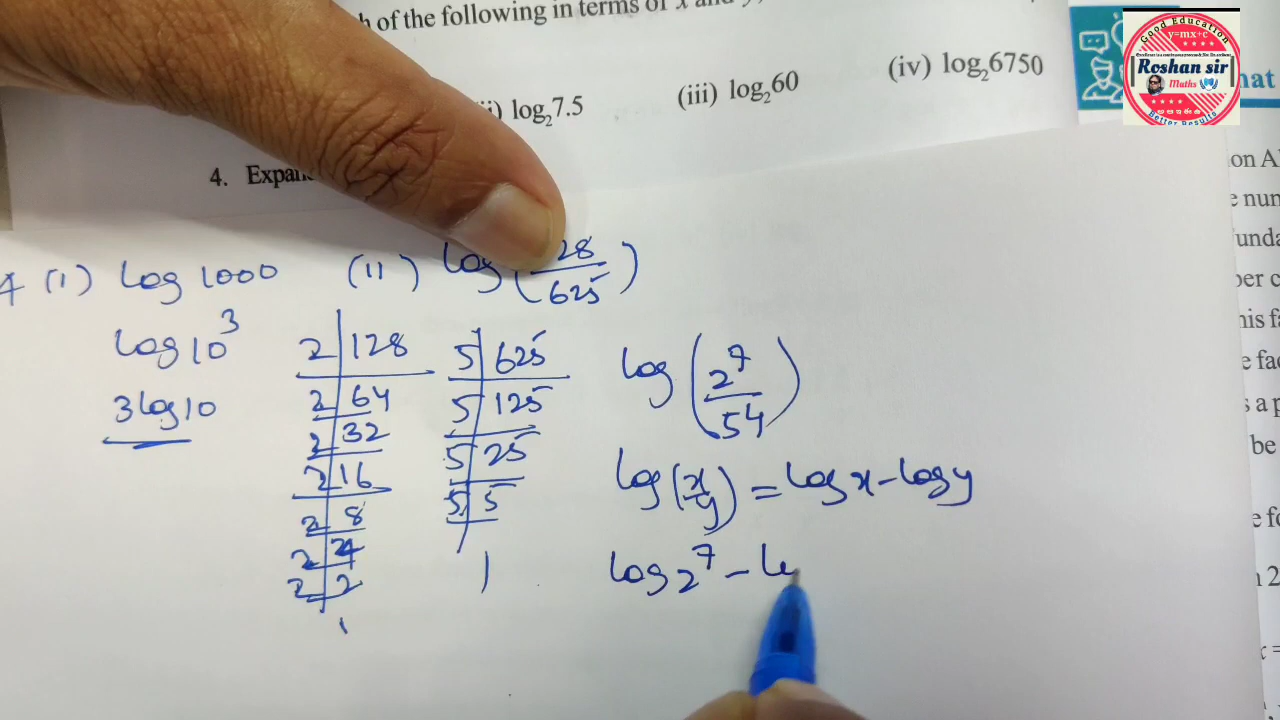 of the following in terms of x and y,
log₂7.5 (iii) log₂60 (iv) log₂6750
4. Expan
4 (i) log 1000 (ii) log (28/625)
log 10³
3 log 10
2 | 128
2 | 64
2 | 32
2 | 16
2 | 8
2 | 4
2 | 2
1
5 | 625
5 | 125
5 | 25
5 | 5
1
log (2⁷/5⁴)
log (x/y) = log x - log y
log 2⁷ - lo
Good Education
y=mx+c
Roshan sir
Maths
Better Results
hat
on A
e num
funda
per c
his fa
e fac
s a p
be
e fo
n 2
x =